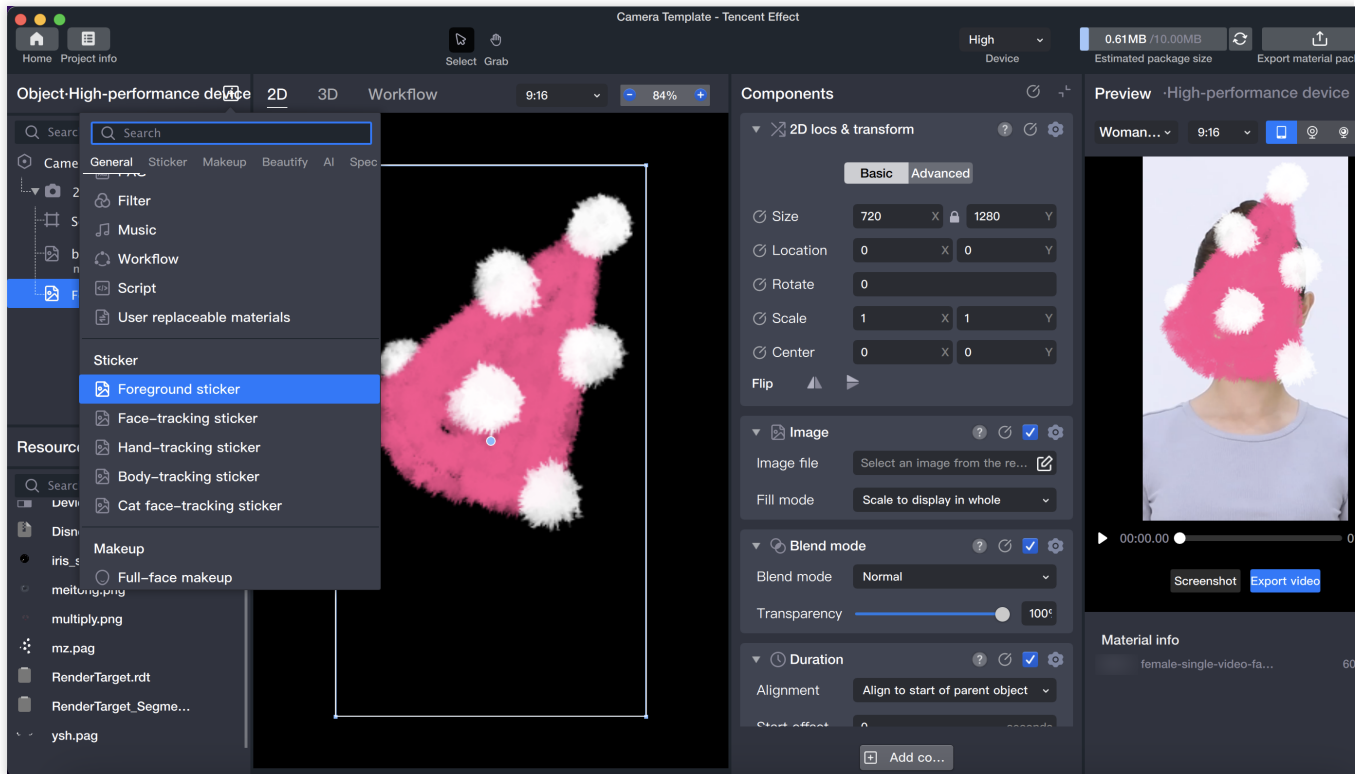 Camera Template - Tencent Effect
Home Project info
Select Grab
High
Device
0.61MB /10.00MB
Estimated package size
Export material pac
Object·High-performance device
2D 3D Workflow
9:16
84%
Components
Preview ·High-performance device
Search
General Sticker Makeup Beautify AI Spec
Filter
Music
Workflow
Script
User replaceable materials
Sticker
Foreground sticker
Face-tracking sticker
Hand-tracking sticker
Body-tracking sticker
Cat face-tracking sticker
Makeup
Full-face makeup
Sear
Came
2
S
b
F
Resourc
Sear
Devi
Disn
iris_s
meitong.png
multiply.png
mz.pag
RenderTarget.rdt
RenderTarget_Segme...
ysh.pag
2D locs & transform
Basic Advanced
Size 720 X 1280 Y
Location 0 X 0 Y
Rotate 0
Scale 1 X 1 Y
Center 0 X 0 Y
Flip
Image
Image file Select an image from the re...
Fill mode Scale to display in whole
Blend mode
Blend mode Normal
Transparency 100
Duration
Alignment Align to start of parent object
Add co...
Woman... 9:16
00:00.00 0
Screenshot Export video
Material info
female-single-video-fa... 60